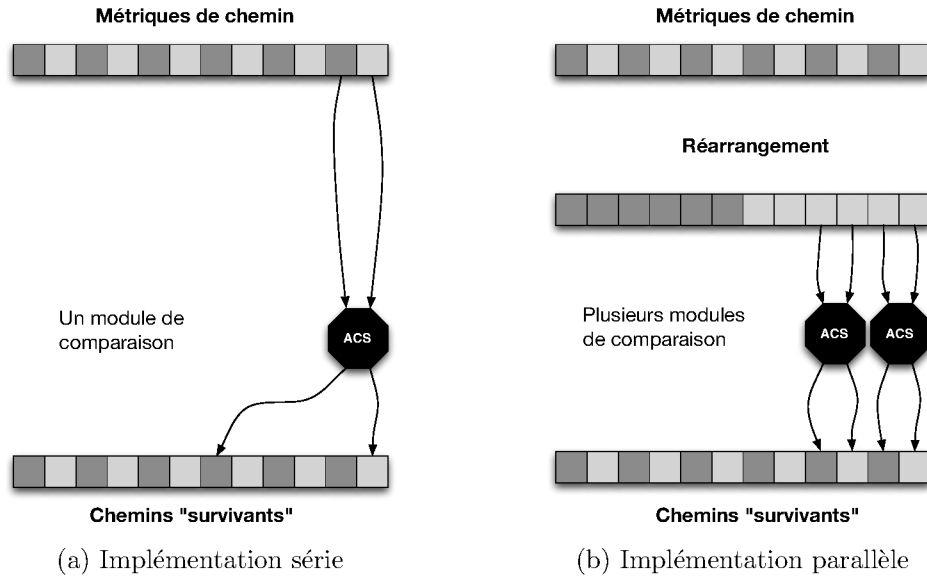 Métriques de chemin
Un module de
comparaison
ACS
Chemins "survivants"
(a) Implémentation série
Métriques de chemin
Réarrangement
Plusieurs modules
de comparaison
ACS
ACS
Chemins "survivants"
(b) Implémentation parallèle